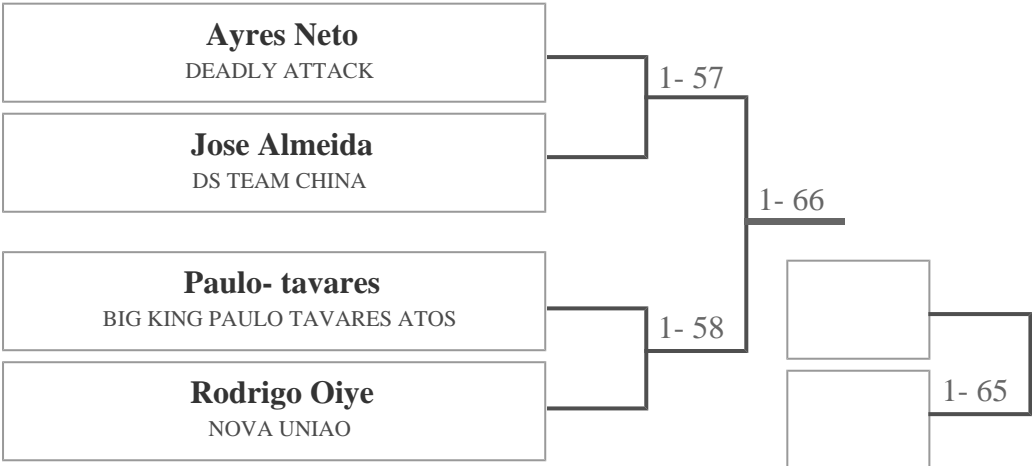 Ayres Neto
DEADLY ATTACK
1- 57
Jose Almeida
DS TEAM CHINA
1- 66
Paulo- tavares
BIG KING PAULO TAVARES ATOS
1- 58
Rodrigo Oiye
NOVA UNIAO
1- 65